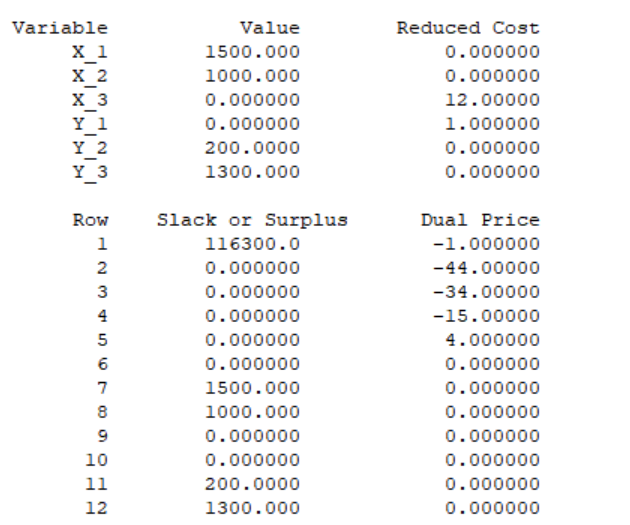 Variable Value Reduced Cost
X_1 1500.000 0.000000
X_2 1000.000 0.000000
X_3 0.000000 12.00000
Y_1 0.000000 1.000000
Y_2 200.0000 0.000000
Y_3 1300.000 0.000000
Row Slack or Surplus Dual Price
1 116300.0 -1.000000
2 0.000000 -44.00000
3 0.000000 -34.00000
4 0.000000 -15.00000
5 0.000000 4.000000
6 0.000000 0.000000
7 1500.000 0.000000
8 1000.000 0.000000
9 0.000000 0.000000
10 0.000000 0.000000
11 200.0000 0.000000
12 1300.000 0.000000